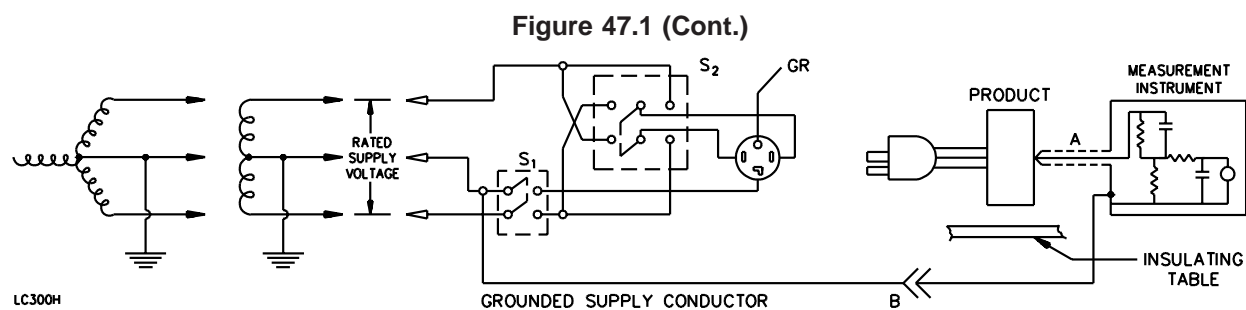 Figure 47.1 (Cont.)
S2
GR
MEASUREMENT
INSTRUMENT
PRODUCT
A
RATED
SUPPLY
VOLTAGE
S1
INSULATING
TABLE
LC300H
GROUNDED SUPPLY CONDUCTOR
B